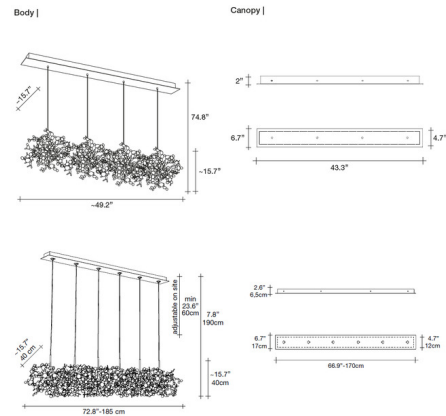 Body |
Canopy |
~15.7"
74.8"
~15.7"
~49.2"
2"
6.7"
4.7"
43.3"
adjustable on site
min
23.6"
60cm
7.8"
190cm
~15.7"
40 cm
~15.7"
40cm
72.8"-185 cm
2.6"
6,5cm
6.7"
17cm
4.7"
12cm
66.9"-170cm